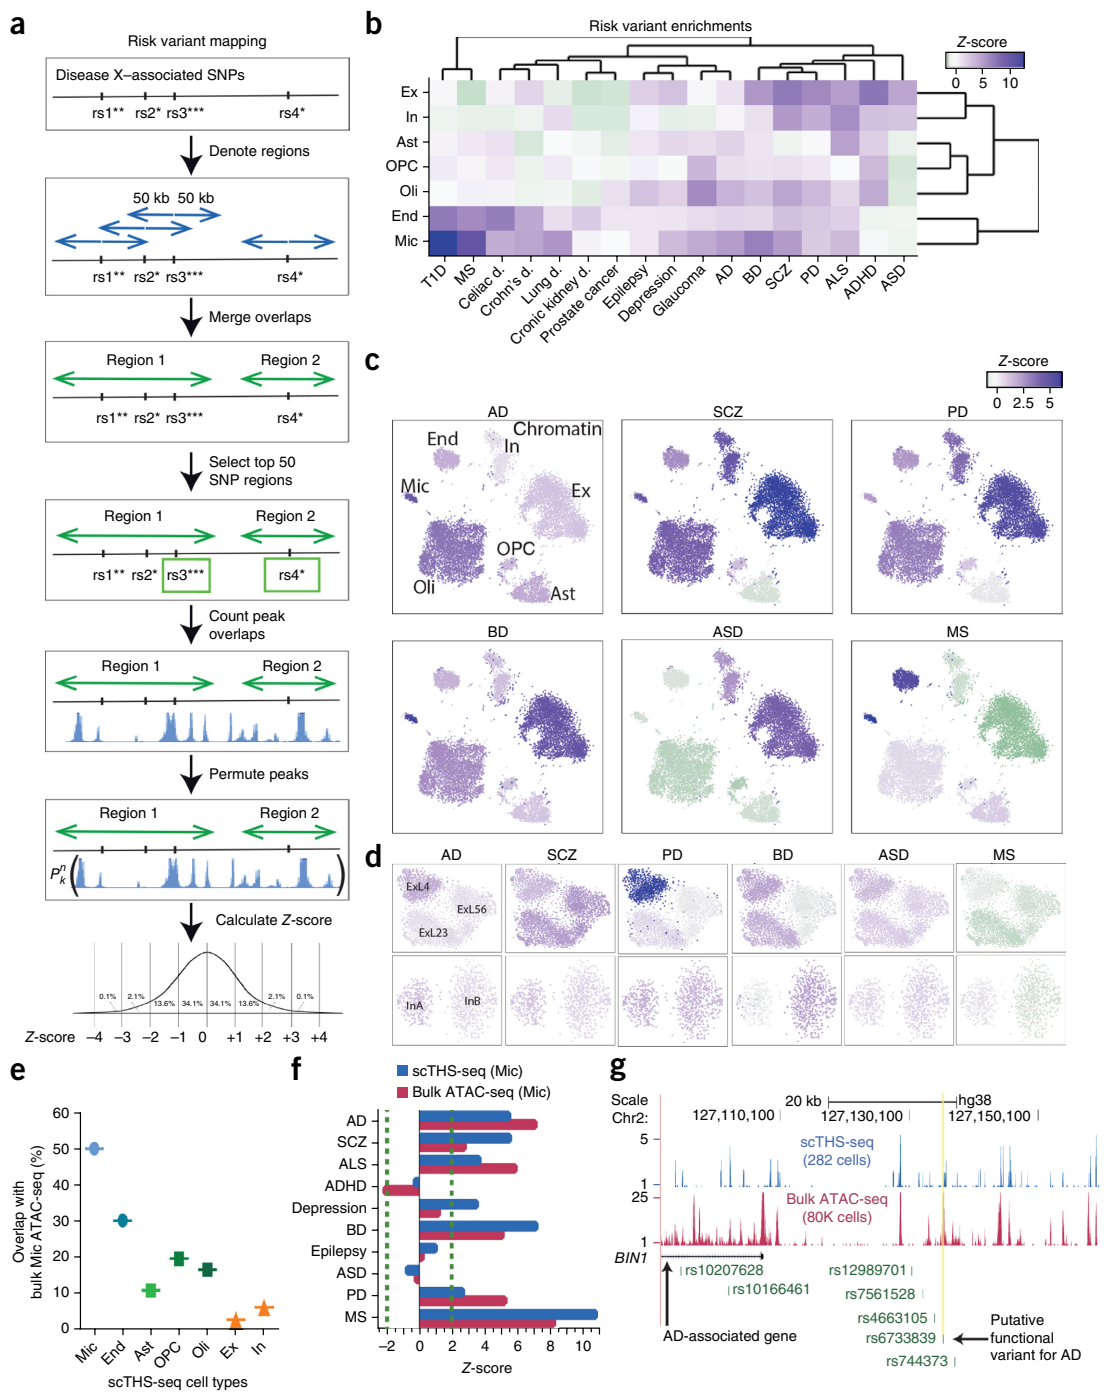 a
Risk variant mapping
Disease X–associated SNPs
rs1** rs2* rs3*** rs4*
Denote regions
50 kb 50 kb
rs1** rs2* rs3*** rs4*
Merge overlaps
Region 1 Region 2
rs1** rs2* rs3*** rs4*
Select top 50
SNP regions
Region 1 Region 2
rs1** rs2* rs3*** rs4*
Count peak
overlaps
Region 1 Region 2
Permute peaks
Region 1 Region 2
P n k
Calculate Z-score
0.1% 2.1% 13.6% 34.1% 34.1% 13.6% 2.1% 0.1%
Z-score –4 –3 –2 –1 0 +1 +2 +3 +4
b
Risk variant enrichments
Z-score
0 5 10
Ex
In
Ast
OPC
Oli
End
Mic
T1D
MS
Celiac d.
Crohn's d.
Lung d.
Cronic kidney d.
Prostate cancer
Epilepsy
Depression
Glaucoma
AD
BD
SCZ
PD
ALS
ADHD
ASD
c
Z-score
0 2.5 5
AD SCZ PD
Chromatin
End
In
Mic
Ex
OPC
Oli
Ast
BD ASD MS
d
AD SCZ PD BD ASD MS
ExL4
ExL56
ExL23
InA InB
e
Overlap with
bulk Mic ATAC-seq (%)
60
50
40
30
20
10
0
Mic
End
Ast
OPC
Oli
Ex
In
scTHS-seq cell types
f
scTHS-seq (Mic)
Bulk ATAC-seq (Mic)
AD
SCZ
ALS
ADHD
Depression
BD
Epilepsy
ASD
PD
MS
–2 0 2 4 6 8 10
Z-score
g
Scale 20 kb hg38
Chr2: 127,110,100 127,130,100 127,150,100
5
scTHS-seq
(282 cells)
1
25
Bulk ATAC-seq
(80K cells)
1
BIN1
rs10207628 rs12989701
rs10166461 rs7561528
rs4663105
rs6733839
rs744373
AD-associated gene
Putative
functional
variant for AD